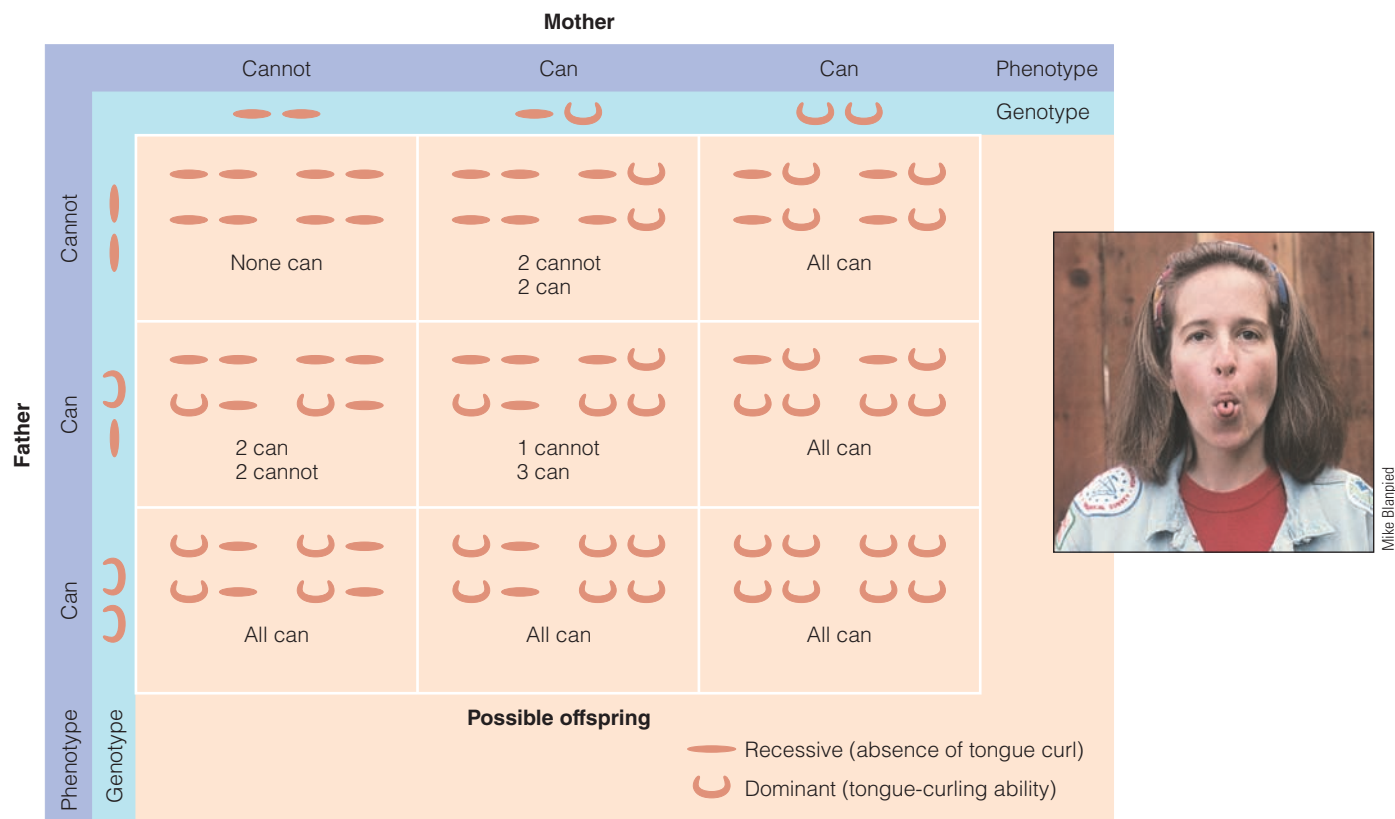 Mother
Cannot Can Can Phenotype
Genotype
Father
Cannot
None can
2 cannot
2 can
All can
Can
2 can
2 cannot
1 cannot
3 can
All can
Can
All can
All can
All can
Phenotype
Genotype
Possible offspring
Recessive (absence of tongue curl)
Dominant (tongue-curling ability)
Mike Blanpied